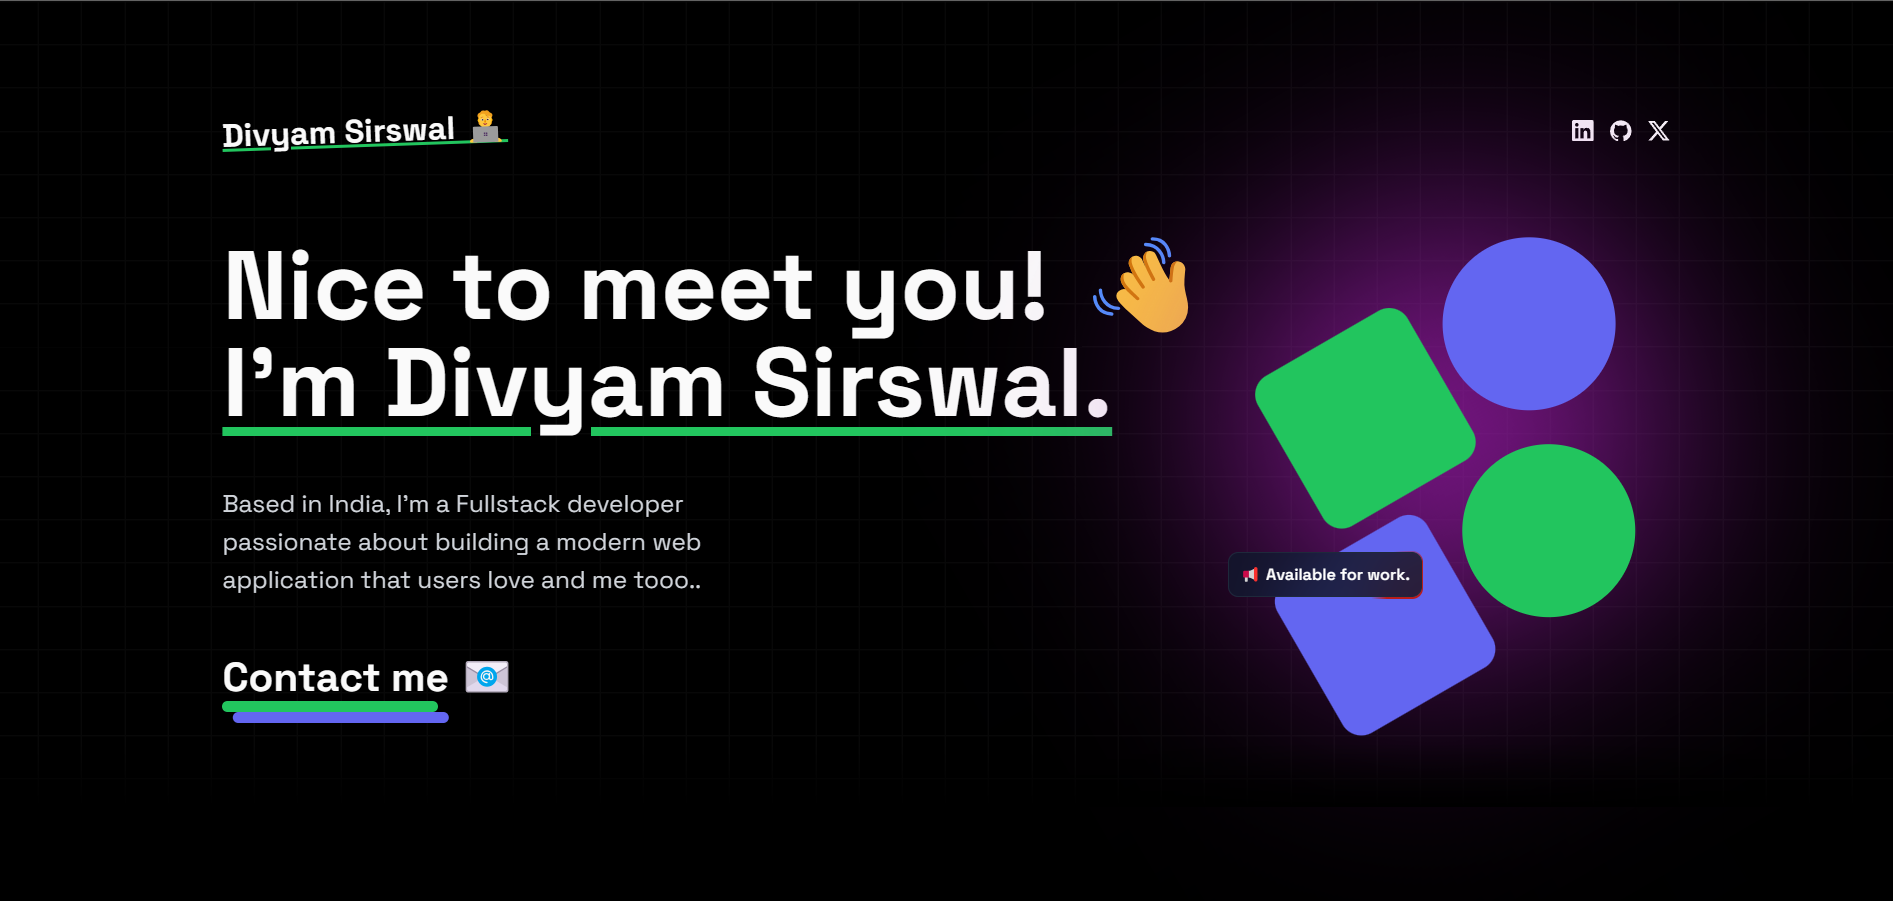 Divyam Sirswal
Nice to meet you!
I'm Divyam Sirswal.
Based in India, I'm a Fullstack developer
passionate about building a modern web
application that users love and me tooo..
Available for work.
Contact me